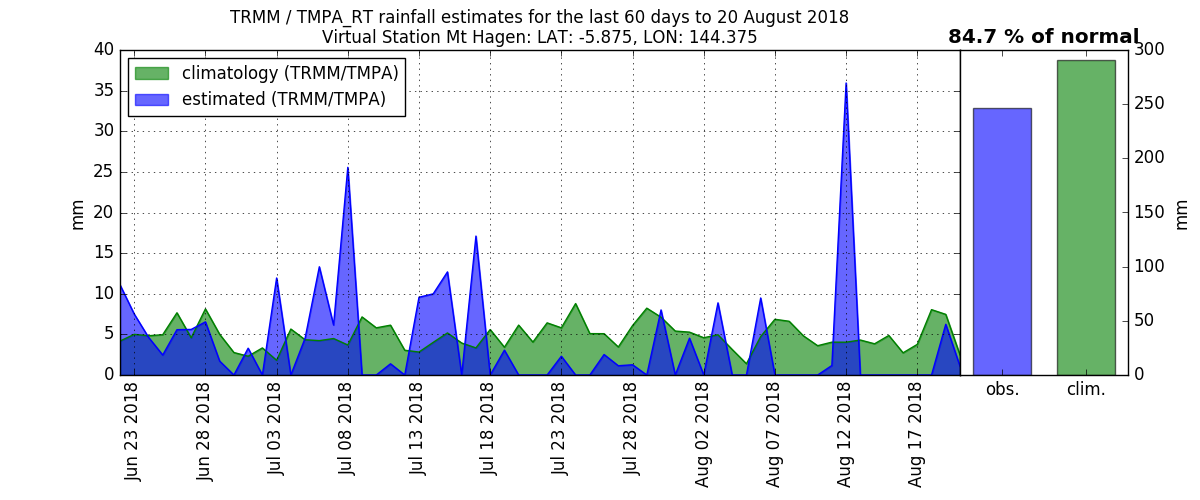 TRMM / TMPA_RT rainfall estimates for the last 60 days to 20 August 2018
Virtual Station Mt Hagen: LAT: -5.875, LON: 144.375
84.7 % of normal
climatology (TRMM/TMPA)
estimated (TRMM/TMPA)
40
35
30
25
20
15
10
5
0
mm
300
250
200
150
100
50
0
mm
Jun 23 2018
Jun 28 2018
Jul 03 2018
Jul 08 2018
Jul 13 2018
Jul 18 2018
Jul 23 2018
Jul 28 2018
Aug 02 2018
Aug 07 2018
Aug 12 2018
Aug 17 2018
obs.
clim.